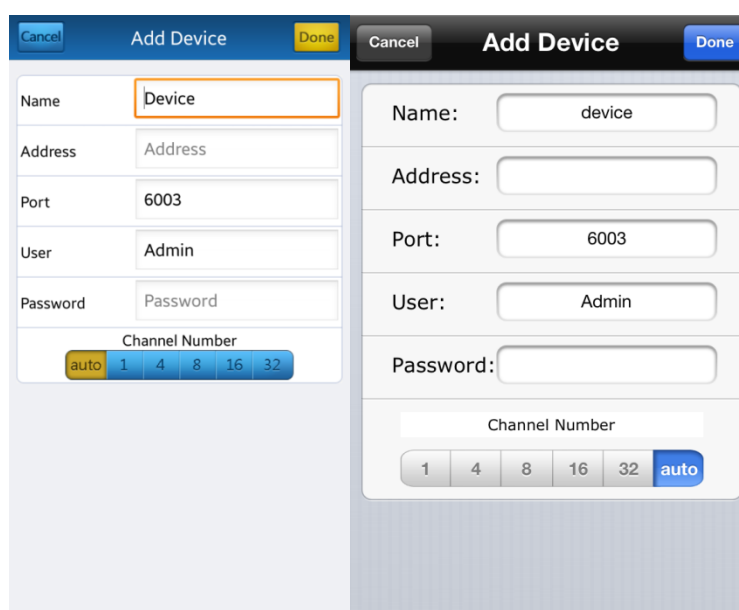 Cancel Add Device Done
Name Device
Address Address
Port 6003
User Admin
Password Password
Channel Number
auto 1 4 8 16 32
Cancel Add Device Done
Name: device
Address:
Port: 6003
User: Admin
Password:
Channel Number
1 4 8 16 32 auto